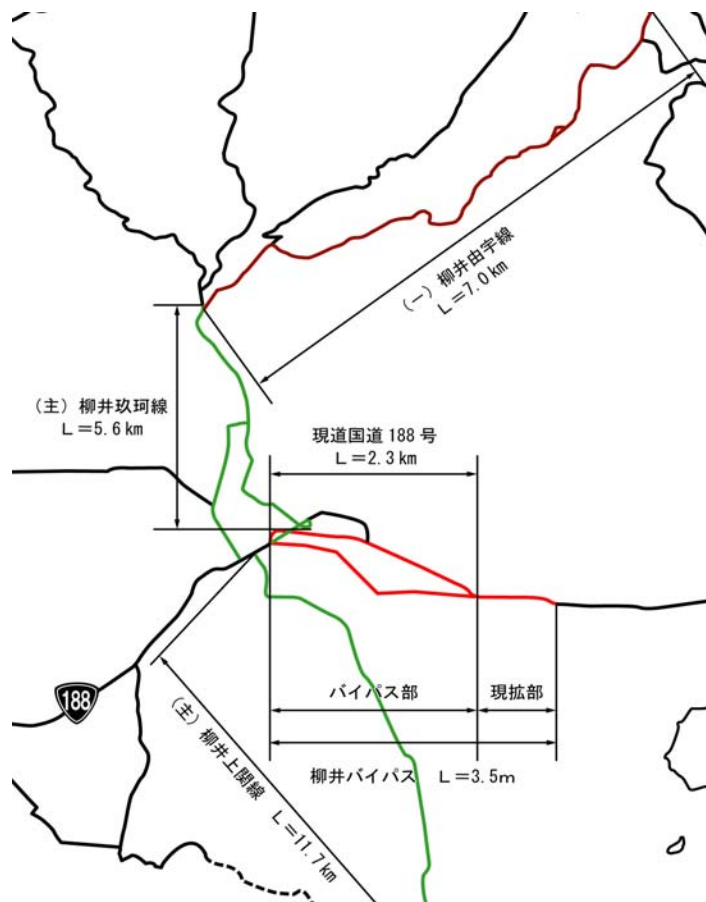 （一）柳井由宇線
L＝7.0km
（主）柳井玖珂線
L＝5.6km
現道国道188号
L＝2.3km
188
バイパス部
現拡部
柳井バイパス L＝3.5m
（主）柳井上関線 L＝11.7km